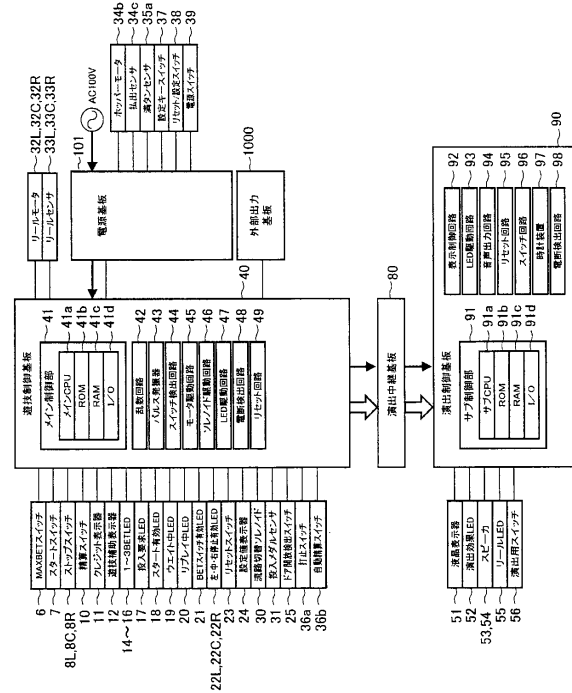 6 MAXBETスイッチ
7 スタートスイッチ
8L,8C,8R ストップスイッチ
10 精算スイッチ
11 クレジット表示器
12 遊技補助表示器
14～16 1～3BETLED
17 投入要求LED
18 スタート有効LED
19 ウエイト中LED
20 リプレイ中LED
21 BETスイッチ有効LED
22L,22C,22R 左・中・右停止有効LED
23 リセットスイッチ
24 設定値表示器
30 流路切替ソレノイド
31 投入メダルセンサ
25 ドア開放検出スイッチ
36a 打止スイッチ
36b 自動精算スイッチ
遊技制御基板
40
メイン制御部
41
メインCPU 41a
ROM 41b
RAM 41c
I/O 41d
乱数回路 42
パルス発振器 43
スイッチ検出回路 44
モータ駆動回路 45
ソレノイド駆動回路 46
LED駆動回路 47
電断検出回路 48
リセット回路 49
リールモータ 32L,32C,32R
リールセンサ 33L,33C,33R
電源基板
101
AC100V
外部出力
基板
1000
ホッパーモータ 34b
払出センサ 34c
満タンセンサ 35a
設定キースイッチ 37
リセット/設定スイッチ 38
電源スイッチ 39
演出中継基板
80
51 液晶表示器
52 演出効果LED
53,54 スピーカ
55 リールLED
56 演出用スイッチ
演出制御基板
90
サブ制御部
91
サブCPU 91a
ROM 91b
RAM 91c
I/O 91d
表示制御回路 92
LED駆動回路 93
音声出力回路 94
リセット回路 95
スイッチ回路 96
時計装置 97
電断検出回路 98